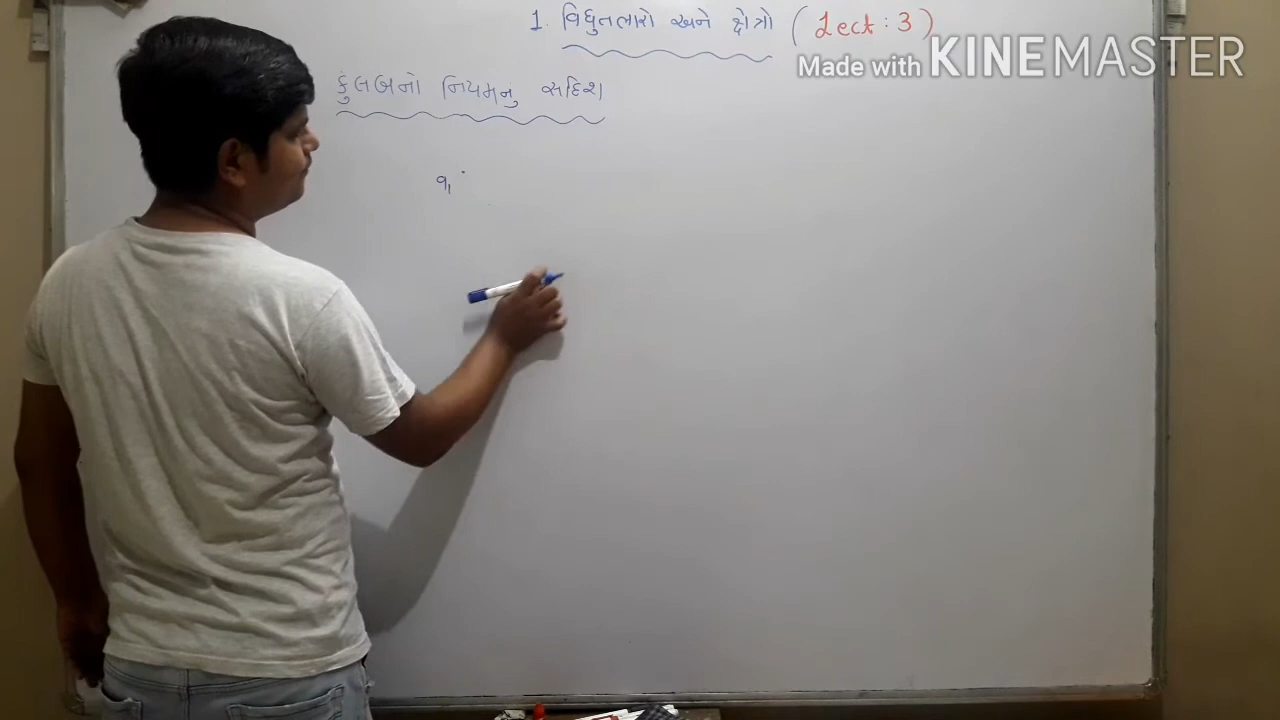 1. વિધુતભારો અને ક્ષેત્રો (Lect : 3)
Made with KINEMASTER
કુલંબનો નિયમનુ સદિશ
q₁